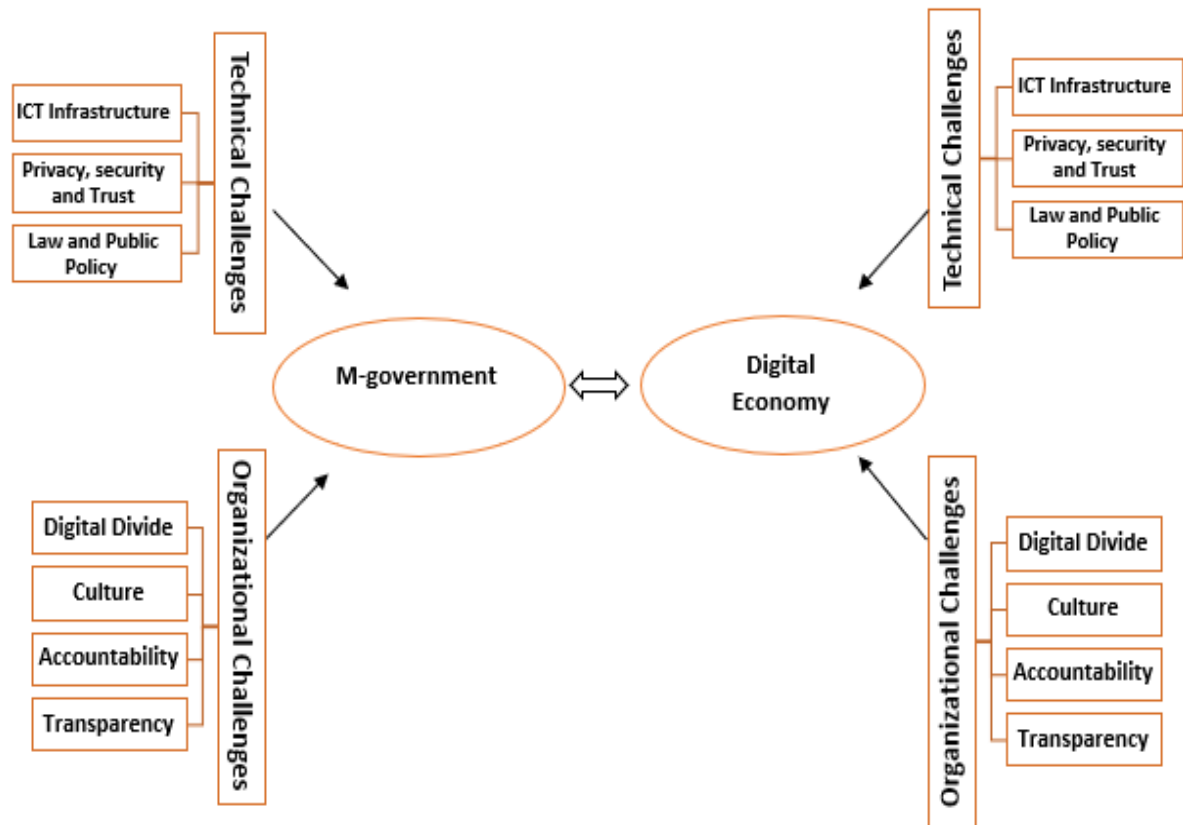 Technical Challenges
ICT Infrastructure
Privacy, security
and Trust
Law and Public
Policy
Technical Challenges
ICT Infrastructure
Privacy, security
and Trust
Law and Public
Policy
M-government
Digital
Economy
Organizational Challenges
Digital Divide
Culture
Accountability
Transparency
Organizational Challenges
Digital Divide
Culture
Accountability
Transparency